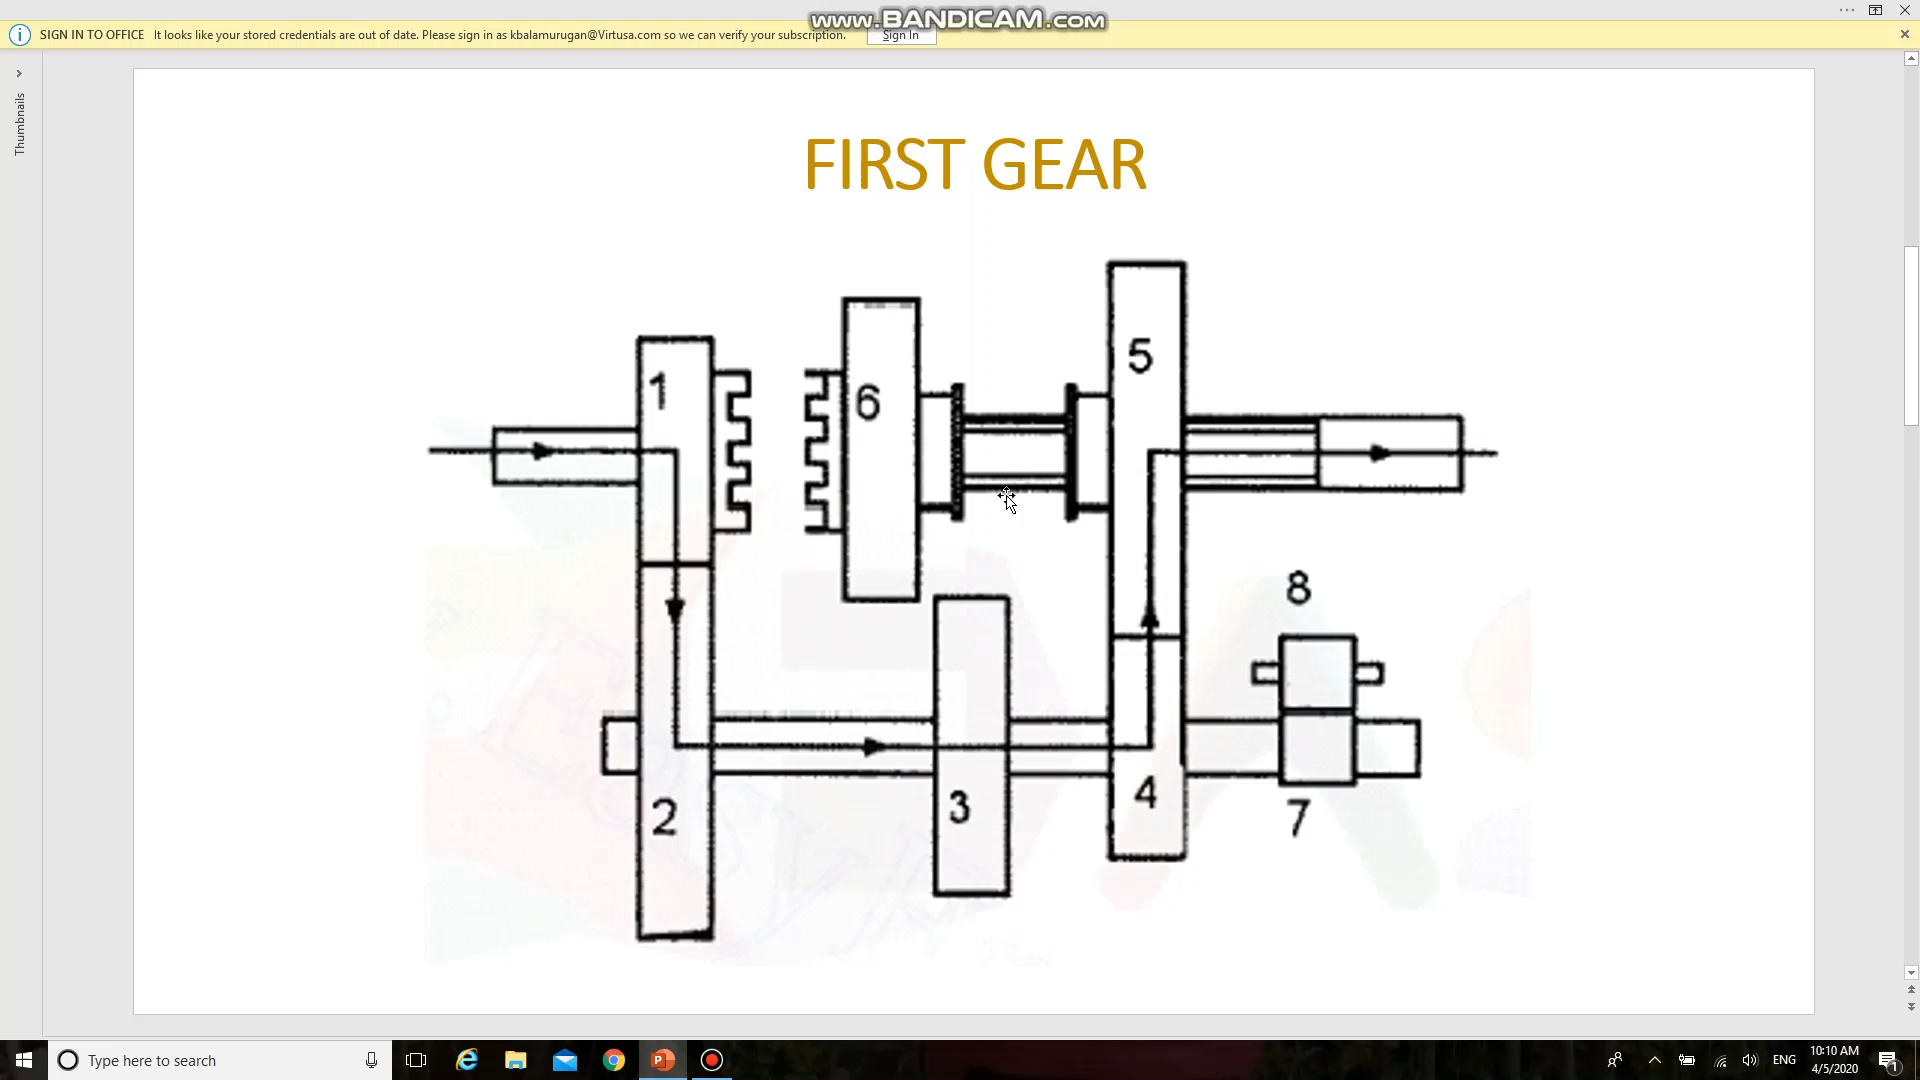 www.BANDICAM.com
SIGN IN TO OFFICE It looks like your stored credentials are out of date. Please sign in as kbalamurugan@Virtusa.com so we can verify your subscription. Sign In
Thumbnails
FIRST GEAR
1
6
5
8
2
3
4
7
Type here to search
ENG
10:10 AM
4/5/2020
1